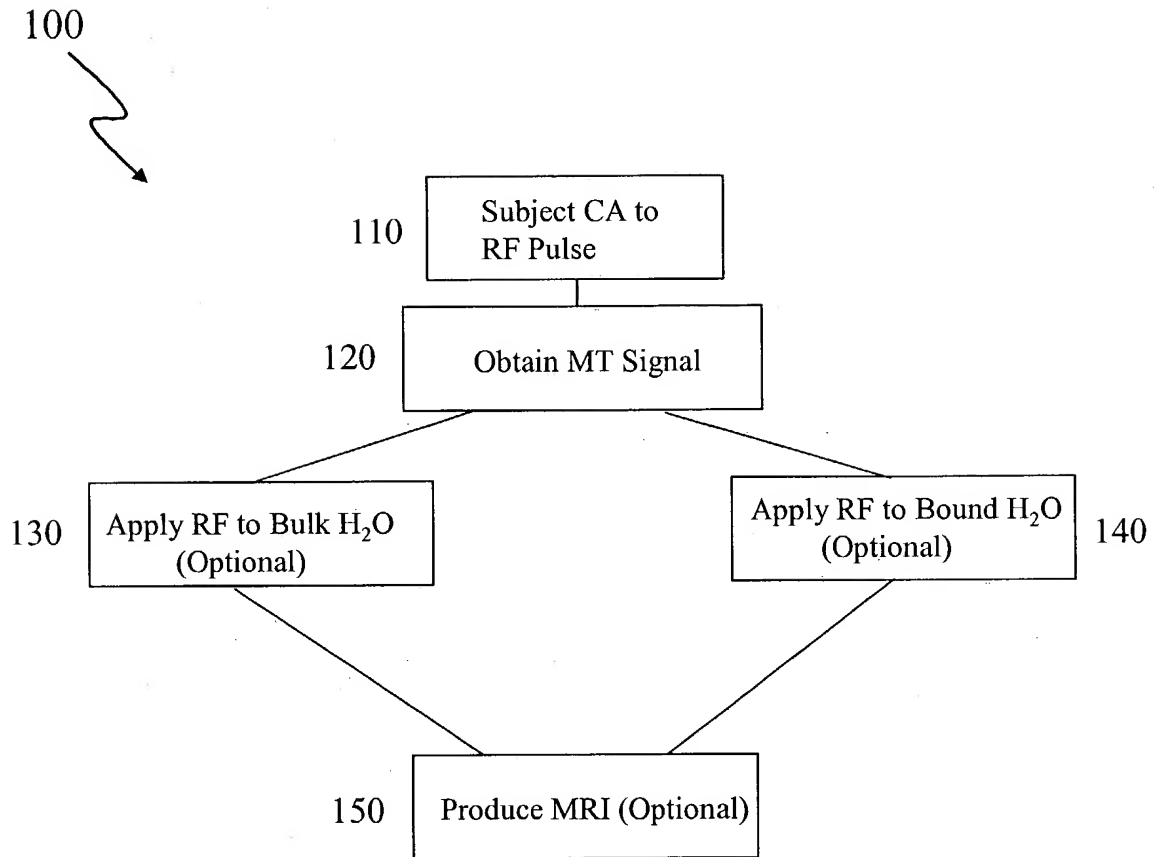 100
110
Subject CA to
RF Pulse
120
Obtain MT Signal
130
Apply RF to Bulk H₂O
(Optional)
Apply RF to Bound H₂O
(Optional)
140
150
Produce MRI (Optional)